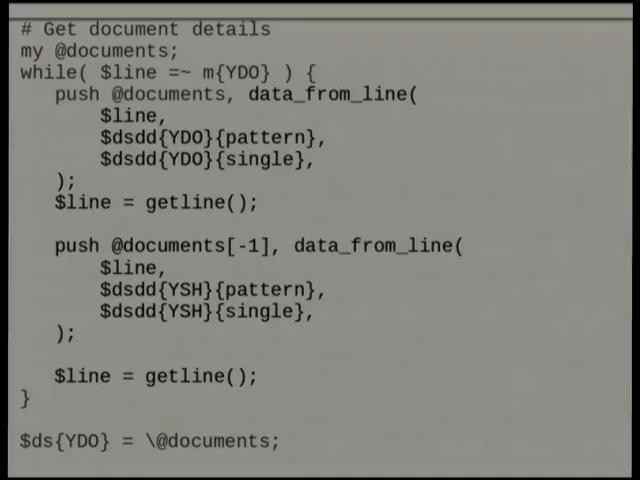 # Get document details
my @documents;
while( $line =~ m{YDO} ) {
   push @documents, data_from_line(
       $line,
       $dsdd{YDO}{pattern},
       $dsdd{YDO}{single},
   );
   $line = getline();

   push @documents[-1], data_from_line(
       $line,
       $dsdd{YSH}{pattern},
       $dsdd{YSH}{single},
   );

   $line = getline();
}

$ds{YDO} = \@documents;